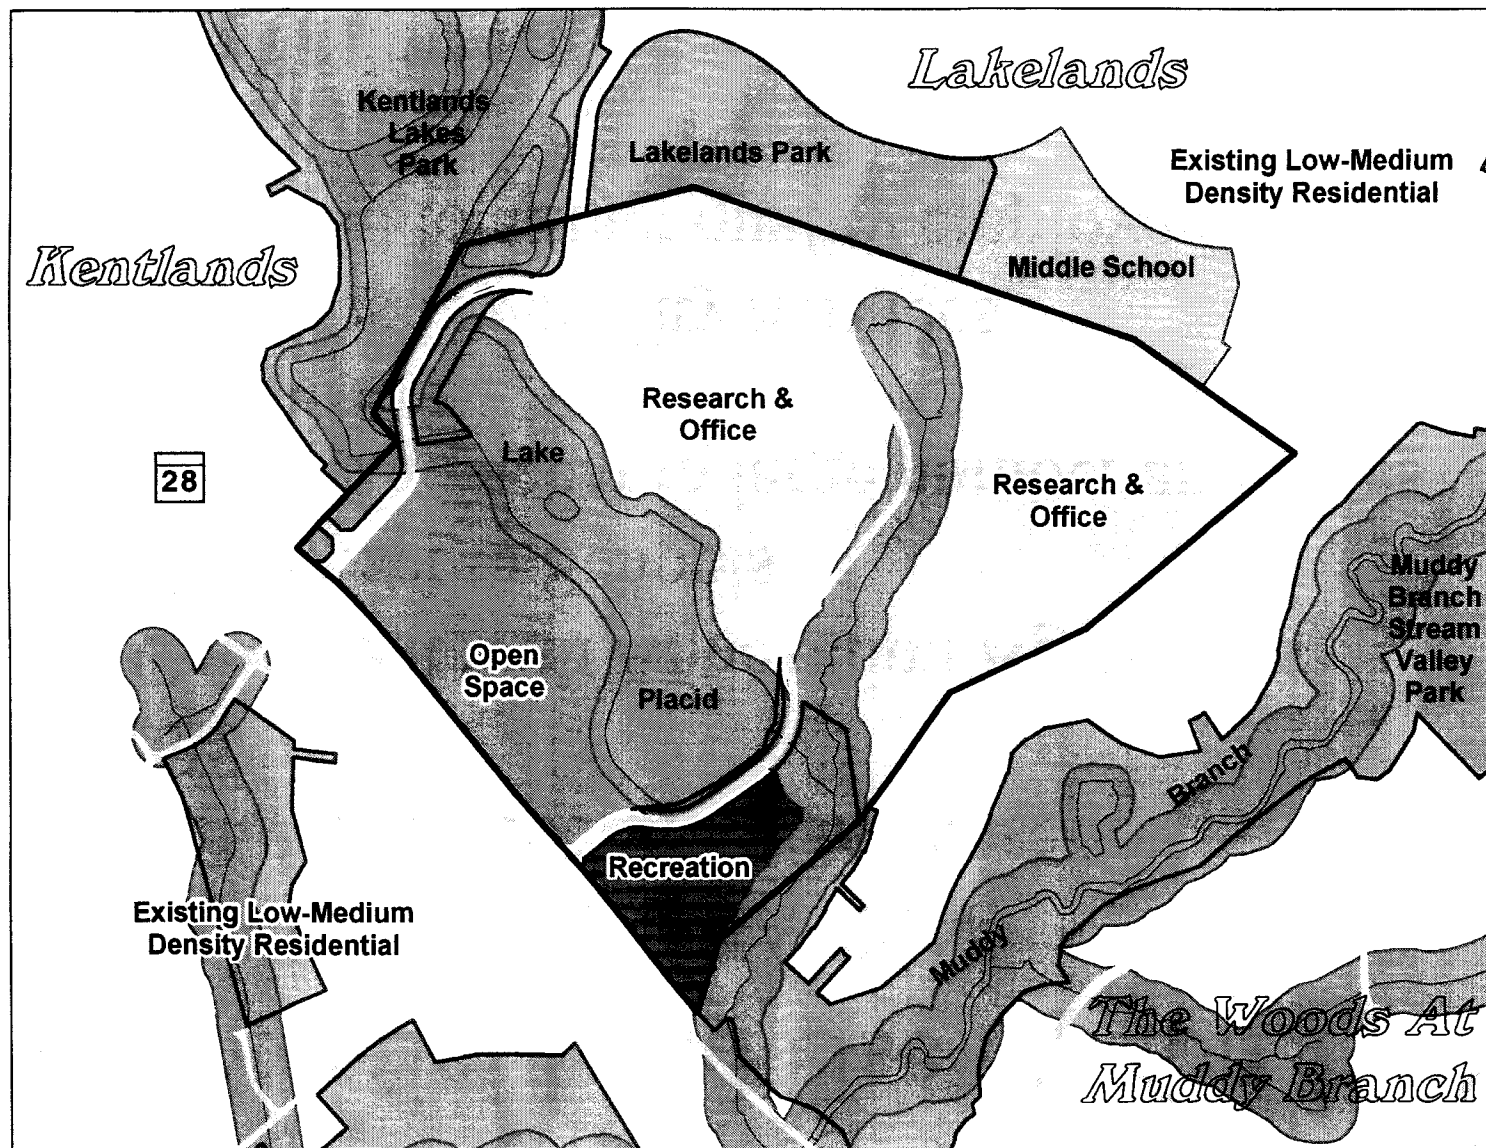 Lakelands
Kentlands
Lakes
Park
Lakelands Park
Existing Low-Medium
Density Residential
Kentlands
Middle School
Research &
Office
Lake
28
Research &
Office
Muddy
Branch
Stream
Valley
Park
Open
Space
Placid
Branch
Recreation
Existing Low-Medium
Density Residential
Muddy
The Woods At
Muddy Branch